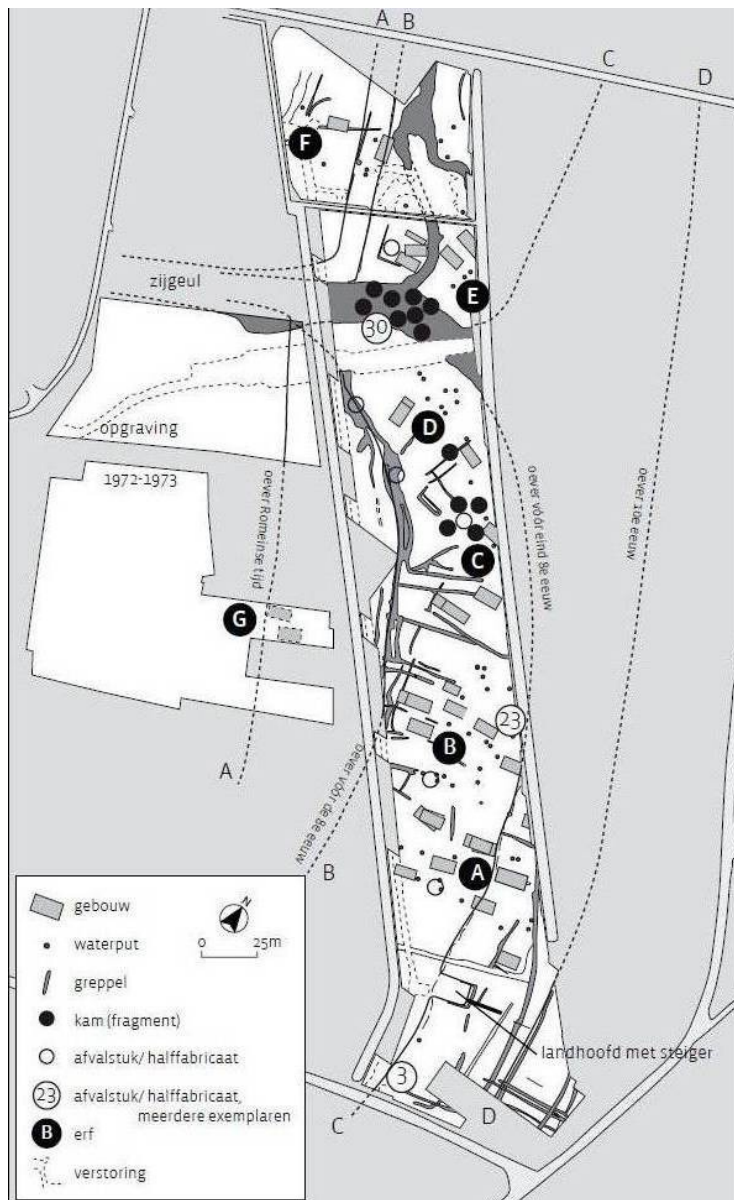 A
B
C
D
F
zijgeul
E
30
opgraving
1972-1973
D
oever Romeinse tijd
oever vóór eind 8e eeuw
oever 10e eeuw
C
G
23
B
A
oever vóór de 8e eeuw
B
A
gebouw
N
waterput
0 25m
greppel
kam (fragment)
afvalstuk/ halffabricaat
23 afvalstuk/ halffabricaat,
meerdere exemplaren
B erf
verstoring
landhoofd met steiger
3
C
D